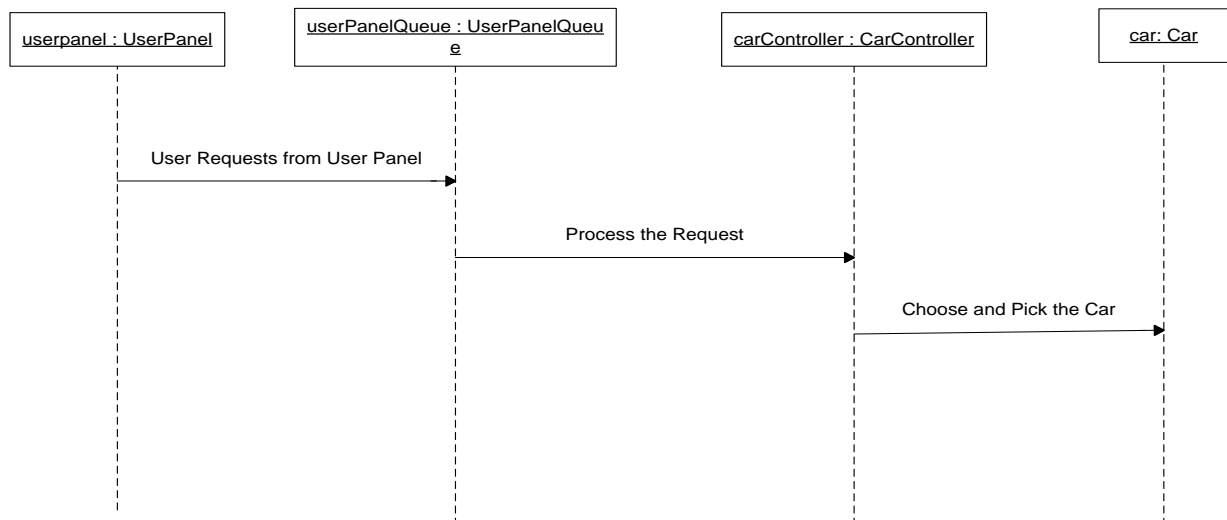 userpanel : UserPanel
userPanelQueue : UserPanelQueu
e
carController : CarController
car: Car
User Requests from User Panel
Process the Request
Choose and Pick the Car